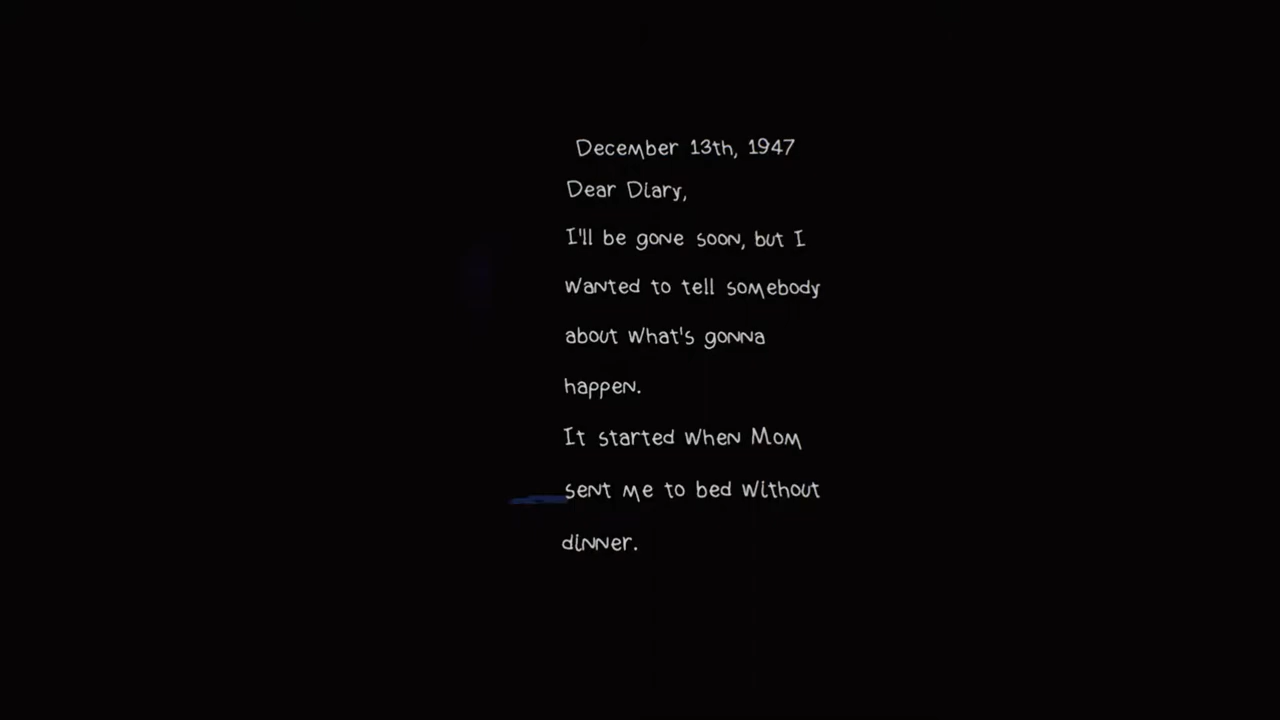 December 13th, 1947
Dear Diary,
I'll be gone soon, but I
wanted to tell somebody
about what's gonna
happen.
It started when Mom
sent me to bed without
dinner.